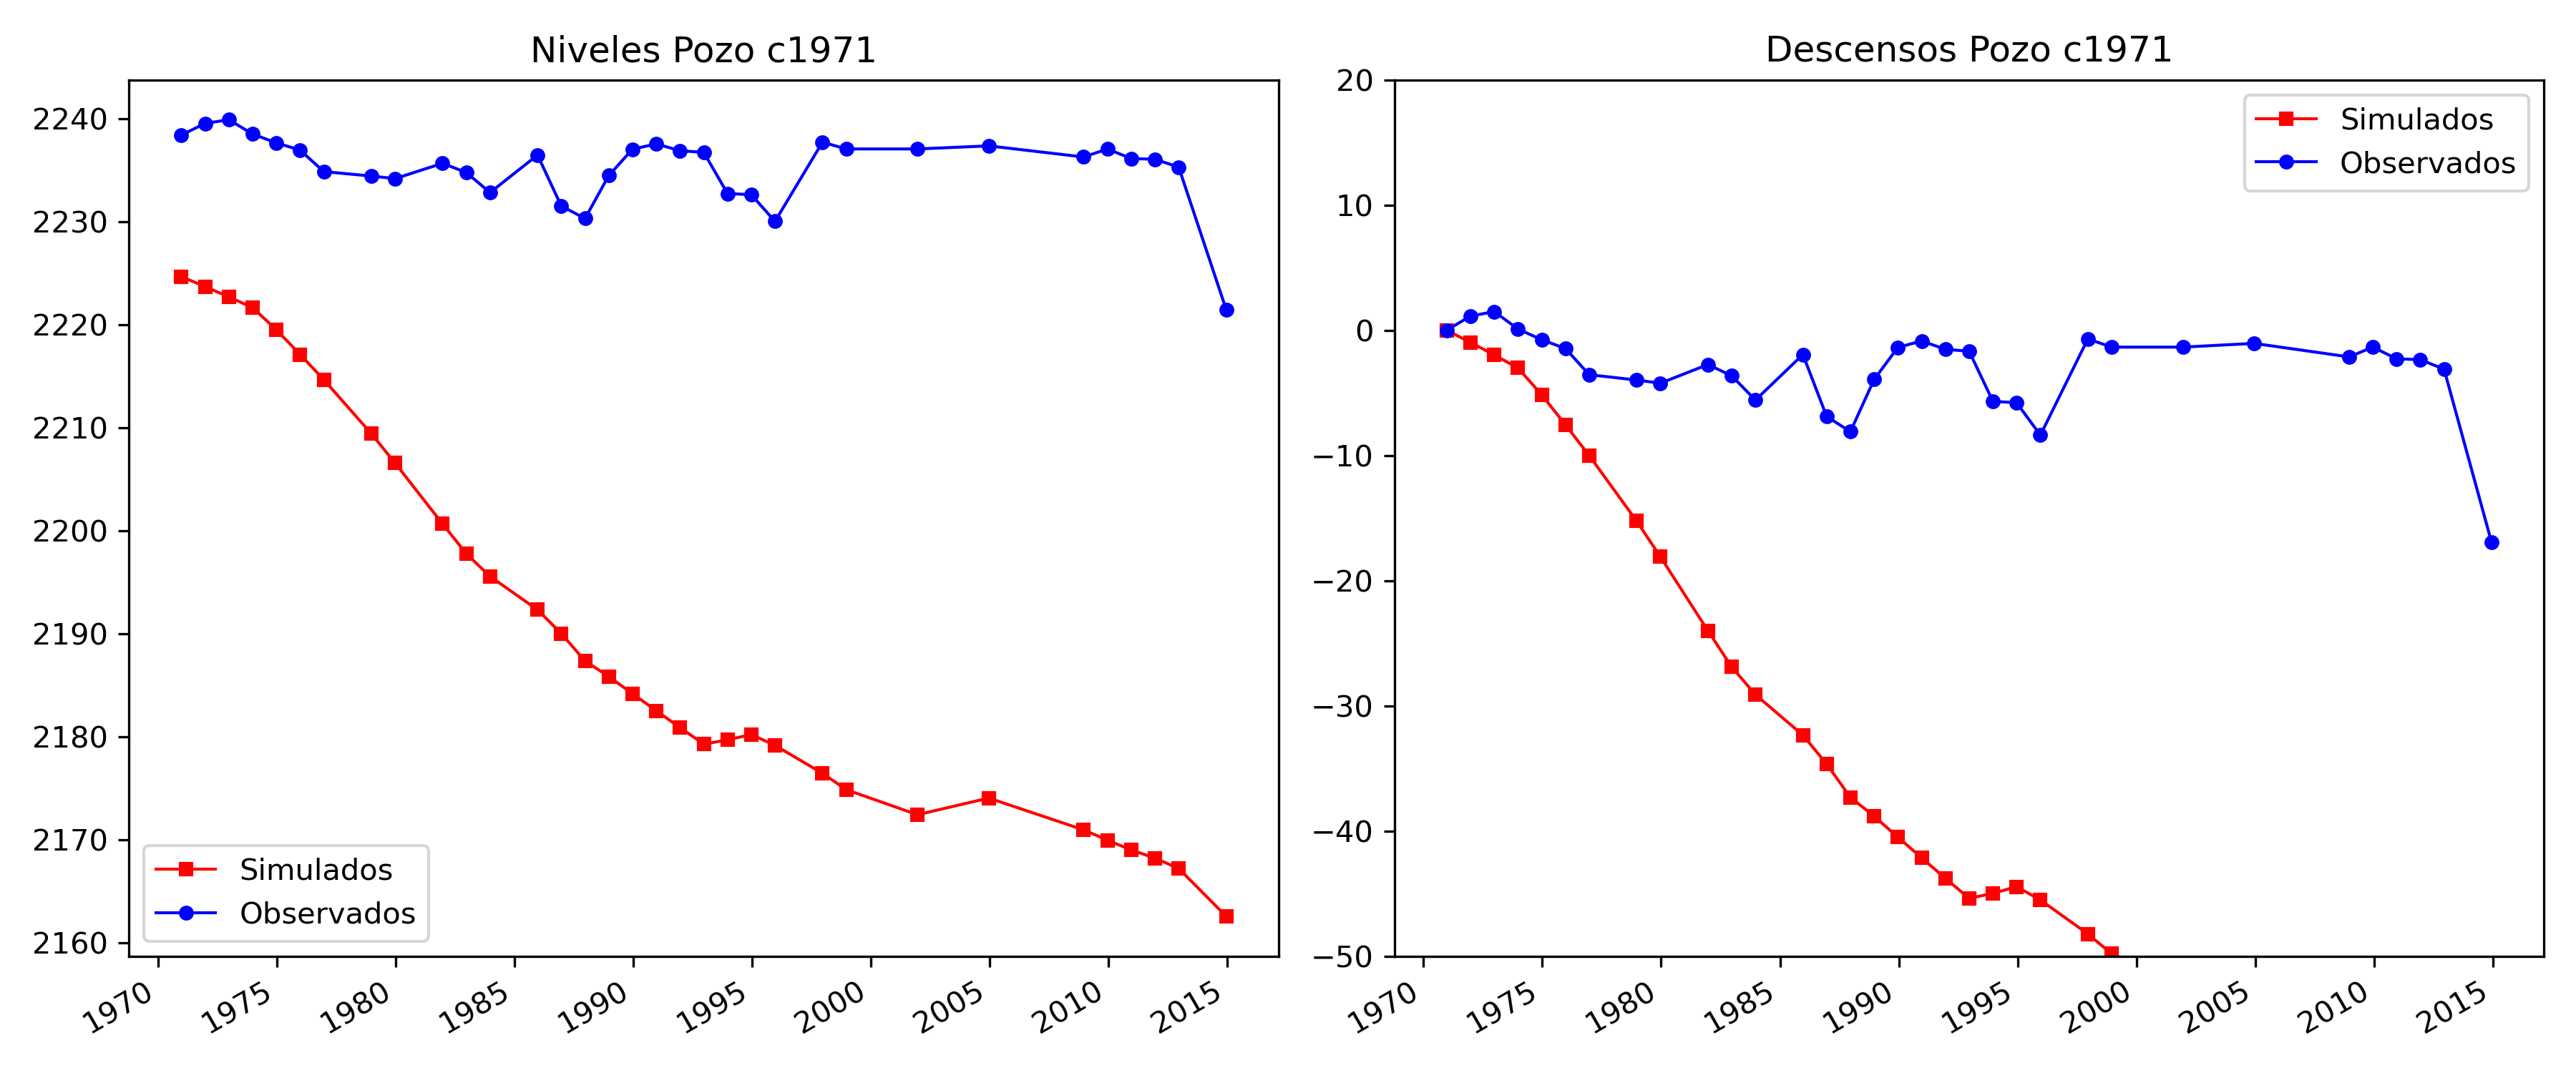 Niveles Pozo c1971
2240
2230
2220
2210
2200
2190
2180
2170
2160
1970 1975 1980 1985 1990 1995 2000 2005 2010 2015
Simulados
Observados
Descensos Pozo c1971
20
10
0
−10
−20
−30
−40
−50
1970 1975 1980 1985 1990 1995 2000 2005 2010 2015
Simulados
Observados